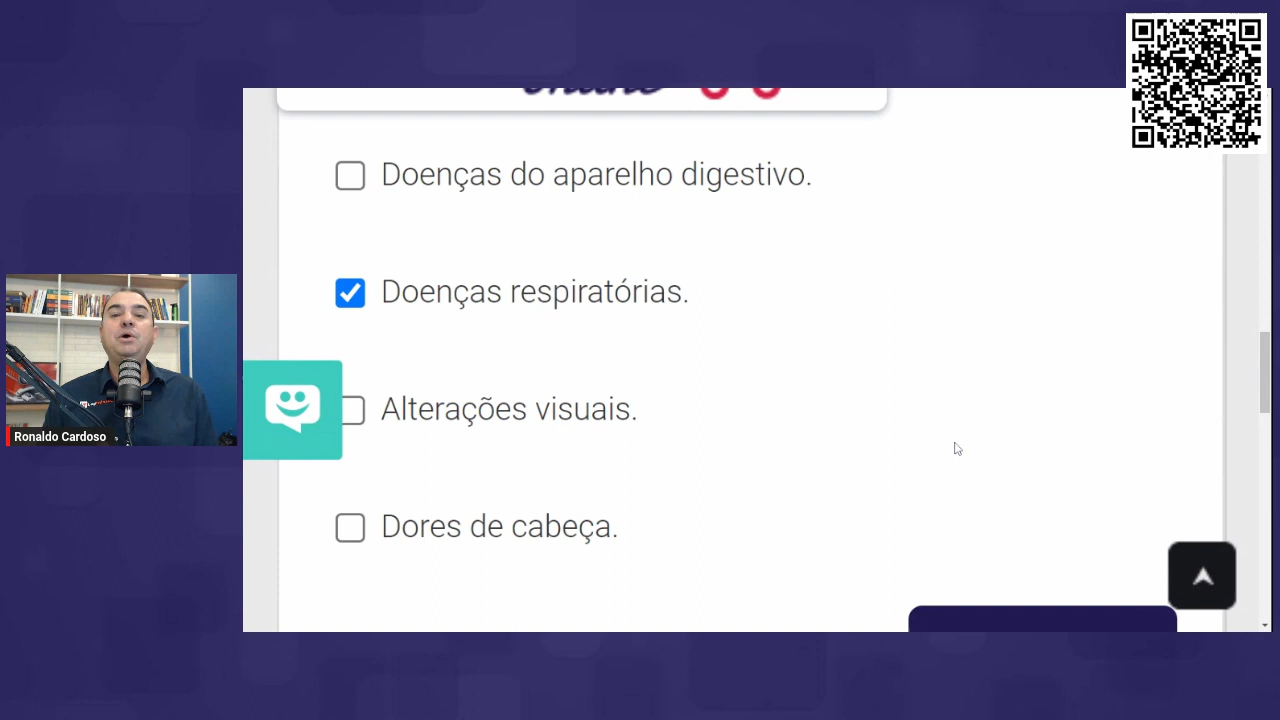 Doenças do aparelho digestivo.
Doenças respiratórias.
Alterações visuais.
Dores de cabeça.
Ronaldo Cardoso